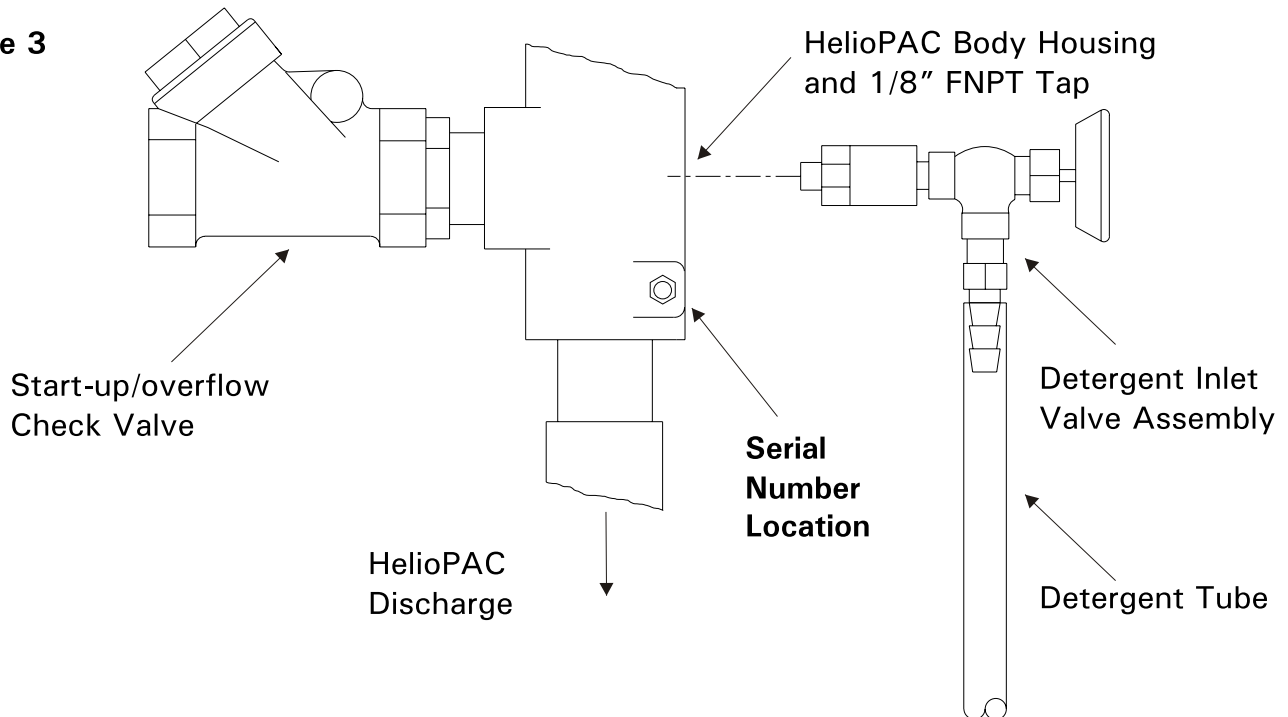 e 3
HelioPAC Body Housing
and 1/8” FNPT Tap
Start-up/overflow
Check Valve
Detergent Inlet
Valve Assembly
Serial
Number
Location
HelioPAC
Discharge
Detergent Tube